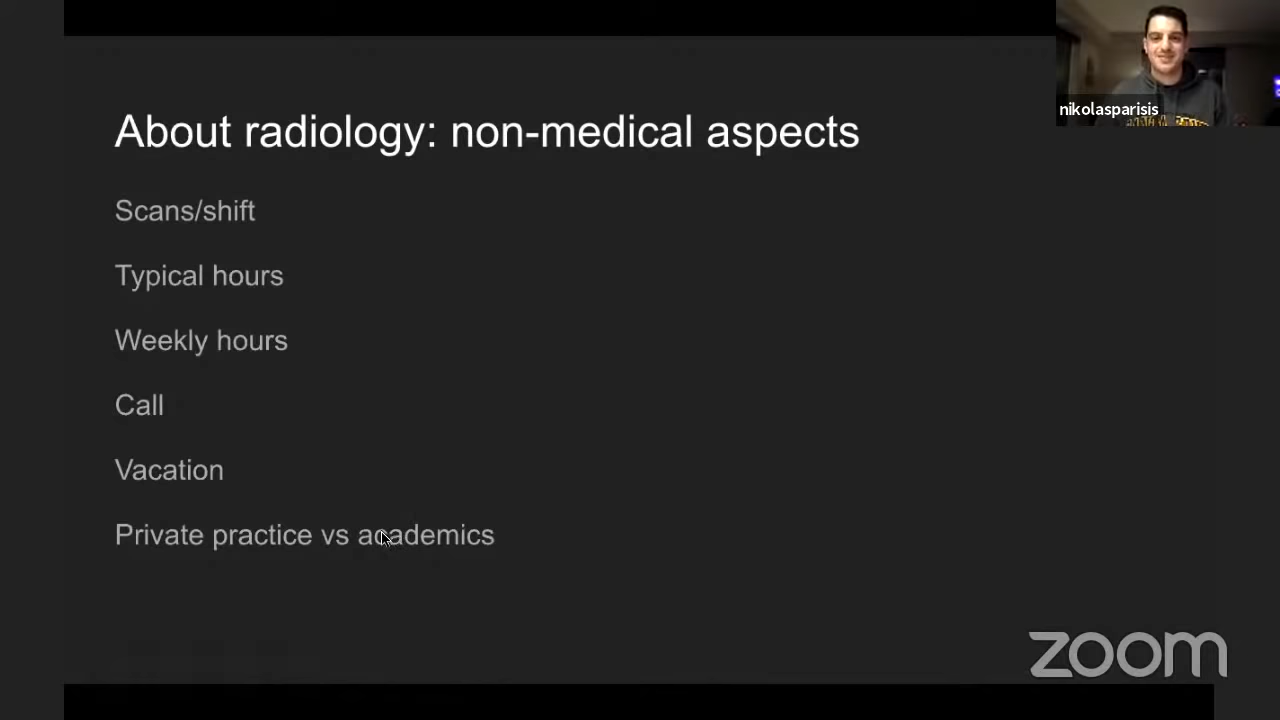 About radiology: non-medical aspects
nikolasparisis
Scans/shift
Typical hours
Weekly hours
Call
Vacation
Private practice vs academics
zoom